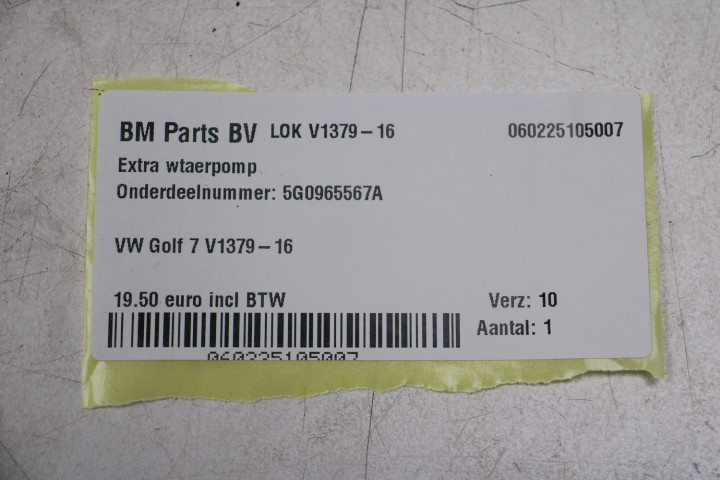 BM Parts BV LOK V1379-16 060225105007
Extra wtaerpomp
Onderdeelnummer: 5G0965567A
VW Golf 7 V1379-16
19.50 euro incl BTW Verz: 10
Aantal: 1
060225105007